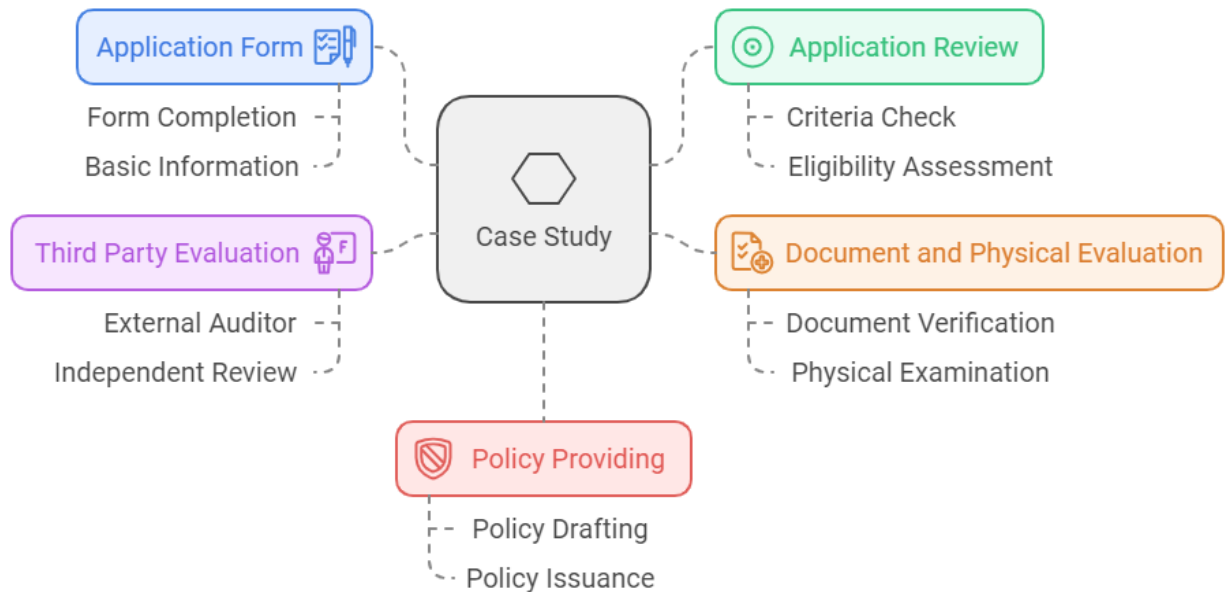 Application Form
Form Completion
Basic Information
Third Party Evaluation
F
External Auditor
Independent Review
Case Study
Application Review
Criteria Check
Eligibility Assessment
Document and Physical Evaluation
Document Verification
Physical Examination
Policy Providing
Policy Drafting
Policy Issuance